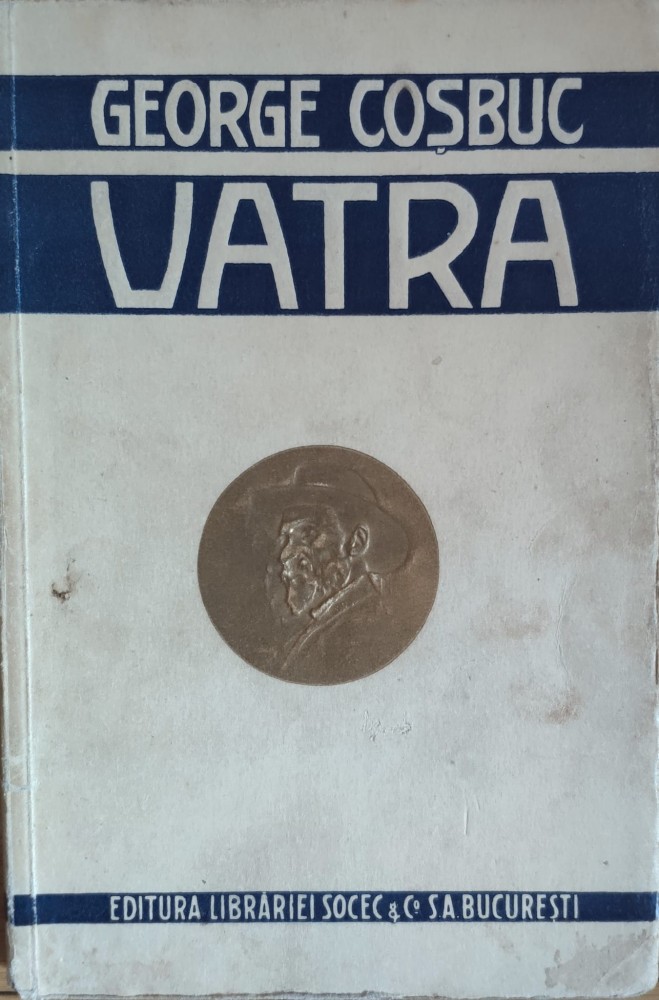 GEORGE COȘBUC
VATRA
EDITURA LIBRĂRIEI SOCEC & Cº S.A. BUCUREȘTI